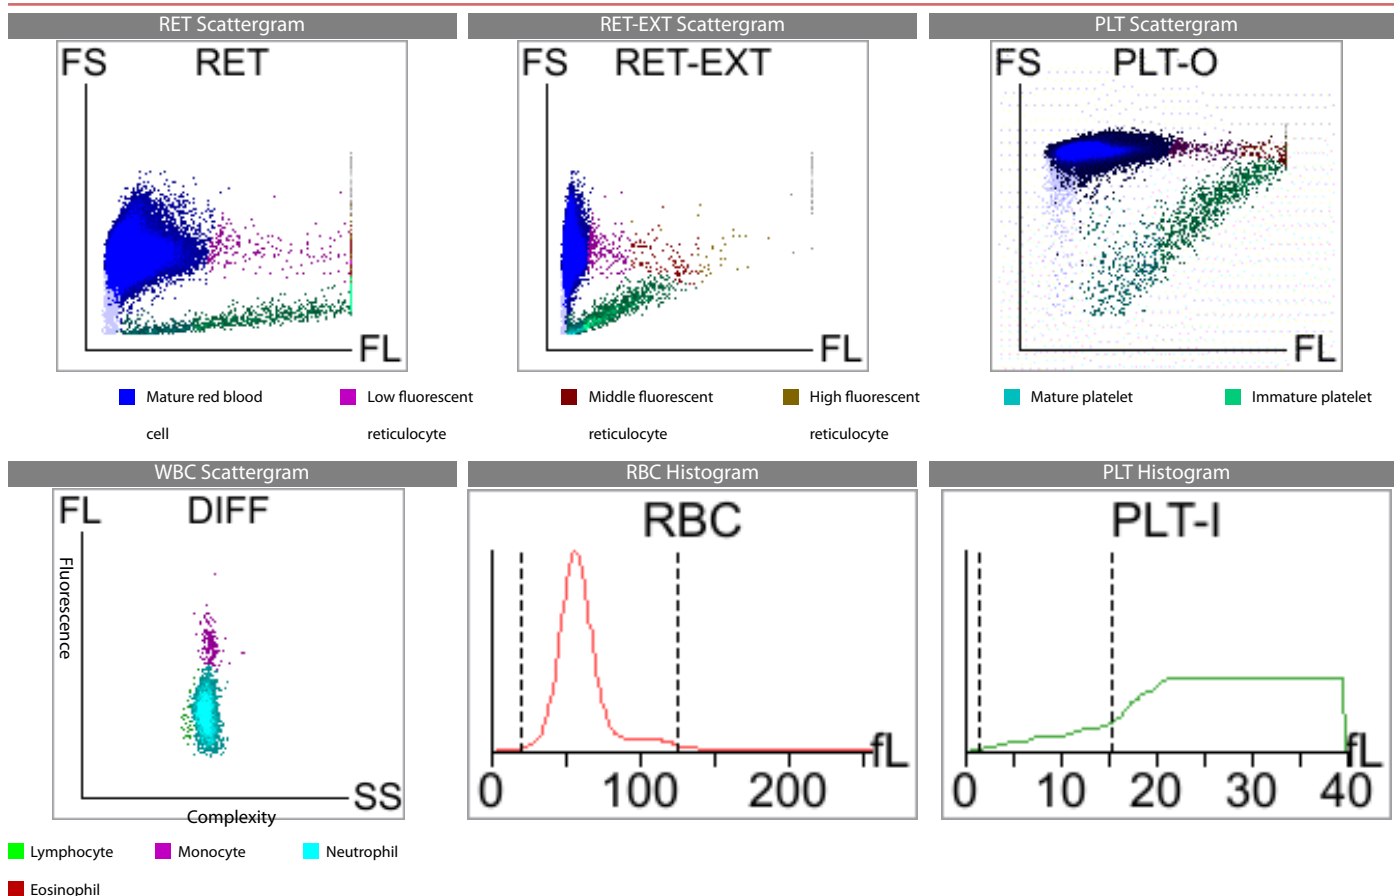 RET Scattergram
RET-EXT Scattergram
PLT Scattergram
FS RET
FL
FS RET-EXT
FL
FS PLT-O
FL
Mature red blood
cell
Low fluorescent
reticulocyte
Middle fluorescent
reticulocyte
High fluorescent
reticulocyte
Mature platelet
Immature platelet
WBC Scattergram
RBC Histogram
PLT Histogram
FL DIFF
Fluorescence
SS
Complexity
RBC
fL
0 100 200
PLT-I
fL
0 10 20 30 40
Lymphocyte
Monocyte
Neutrophil
Eosinophil